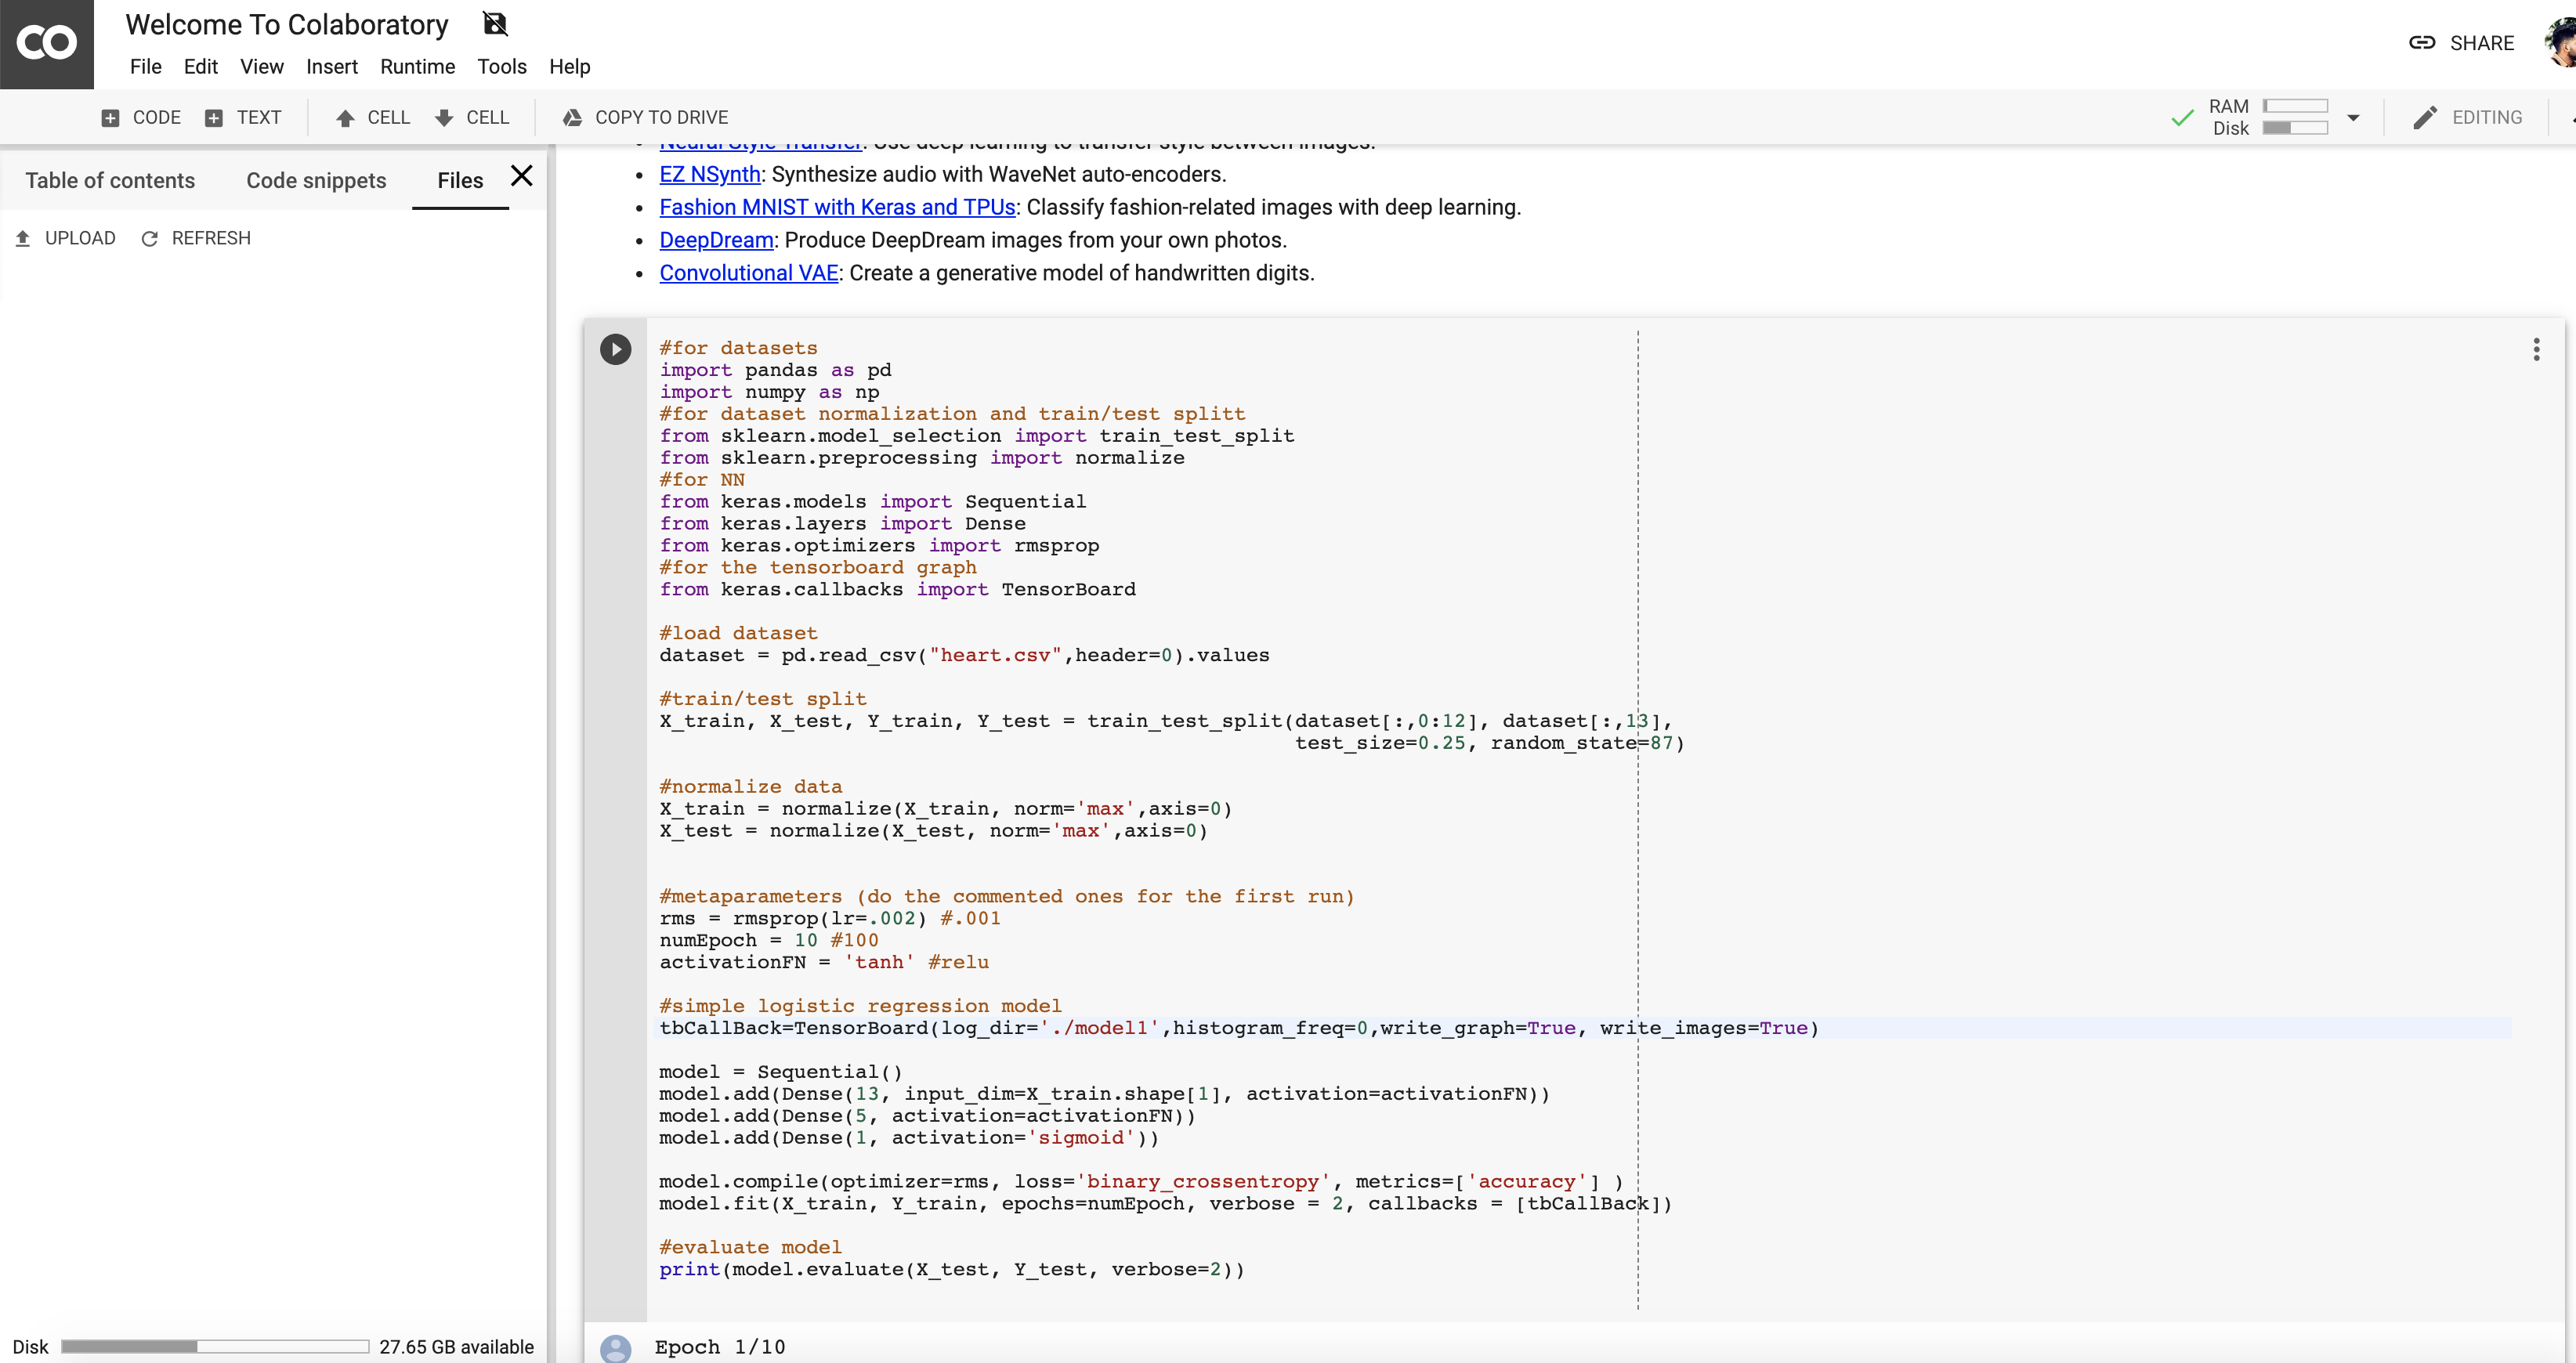 Welcome To Colaboratory
File Edit View Insert Runtime Tools Help
SHARE
CODE TEXT CELL CELL COPY TO DRIVE
RAM
Disk
EDITING
Table of contents Code snippets Files
UPLOAD REFRESH
Neural Style Transfer: Use deep learning to transfer style between images.
EZ NSynth: Synthesize audio with WaveNet auto-encoders.
Fashion MNIST with Keras and TPUs: Classify fashion-related images with deep learning.
DeepDream: Produce DeepDream images from your own photos.
Convolutional VAE: Create a generative model of handwritten digits.
#for datasets
import pandas as pd
import numpy as np
#for dataset normalization and train/test splitt
from sklearn.model_selection import train_test_split
from sklearn.preprocessing import normalize
#for NN
from keras.models import Sequential
from keras.layers import Dense
from keras.optimizers import rmsprop
#for the tensorboard graph
from keras.callbacks import TensorBoard
#load dataset
dataset = pd.read_csv("heart.csv",header=0).values
#train/test split
X_train, X_test, Y_train, Y_test = train_test_split(dataset[:,0:12], dataset[:,13],
test_size=0.25, random_state=87)
#normalize data
X_train = normalize(X_train, norm='max',axis=0)
X_test = normalize(X_test, norm='max',axis=0)
#metaparameters (do the commented ones for the first run)
rms = rmsprop(lr=.002) #.001
numEpoch = 10 #100
activationFN = 'tanh' #relu
#simple logistic regression model
tbCallBack=TensorBoard(log_dir='./model1',histogram_freq=0,write_graph=True, write_images=True)
model = Sequential()
model.add(Dense(13, input_dim=X_train.shape[1], activation=activationFN))
model.add(Dense(5, activation=activationFN))
model.add(Dense(1, activation='sigmoid'))
model.compile(optimizer=rms, loss='binary_crossentropy', metrics=['accuracy'] )
model.fit(X_train, Y_train, epochs=numEpoch, verbose = 2, callbacks = [tbCallBack])
#evaluate model
print(model.evaluate(X_test, Y_test, verbose=2))
Disk 27.65 GB available
Epoch 1/10